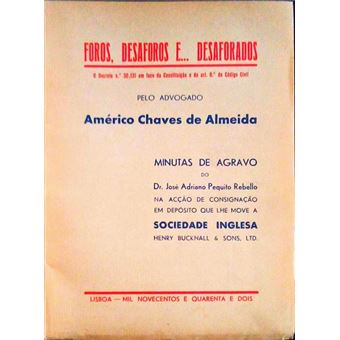 FOROS, DESAFOROS E... DESAFORADOS
O Decreto n.º 30.131 em face da Constituição e do art. 8.º do Código Civil
PELO ADVOGADO
Américo Chaves de Almeida
MINUTAS DE AGRAVO
DO
Dr. José Adriano Pequito Rebello
NA ACÇÃO DE CONSIGNAÇÃO
EM DEPÓSITO QUE LHE MOVE A
SOCIEDADE INGLESA
HENRY BUCKNALL & SONS, LTD.
LISBOA — MIL NOVECENTOS E QUARENTA E DOIS